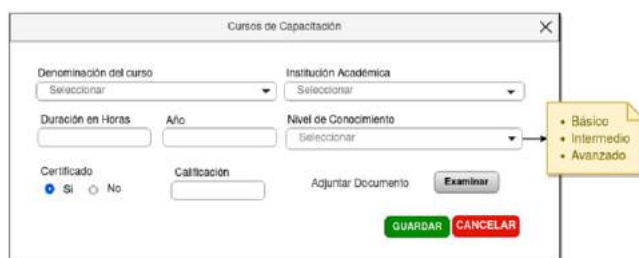 Cursos de Capacitación
Denominación del curso
Institución Académica
Seleccionar
Seleccionar
Duración en Horas
Año
Nivel de Conocimiento
Seleccionar
• Básico
• Intermedio
• Avanzado
Certificado
Calificación
Si
No
Adjuntar Documento
Examinar
GUARDAR
CANCELAR